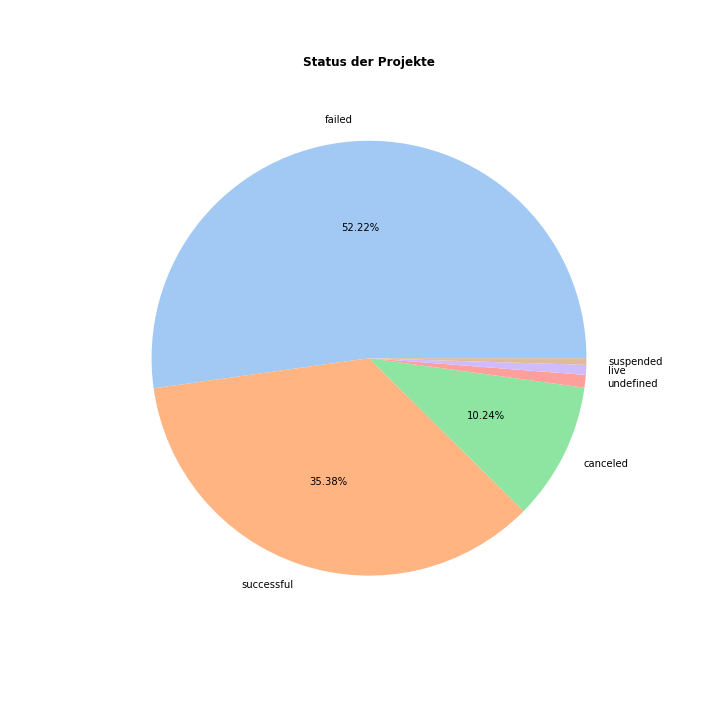 Status der Projekte
failed
52.22%
suspended
live
undefined
10.24%
canceled
35.38%
successful